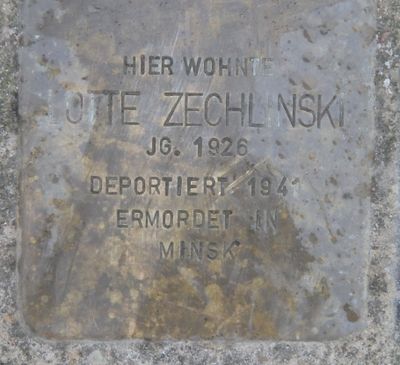 HIER WOHNTE
LOTTE ZECHLINSKI
JG. 1926
DEPORTIERT 1941
ERMORDET IN
MINSK